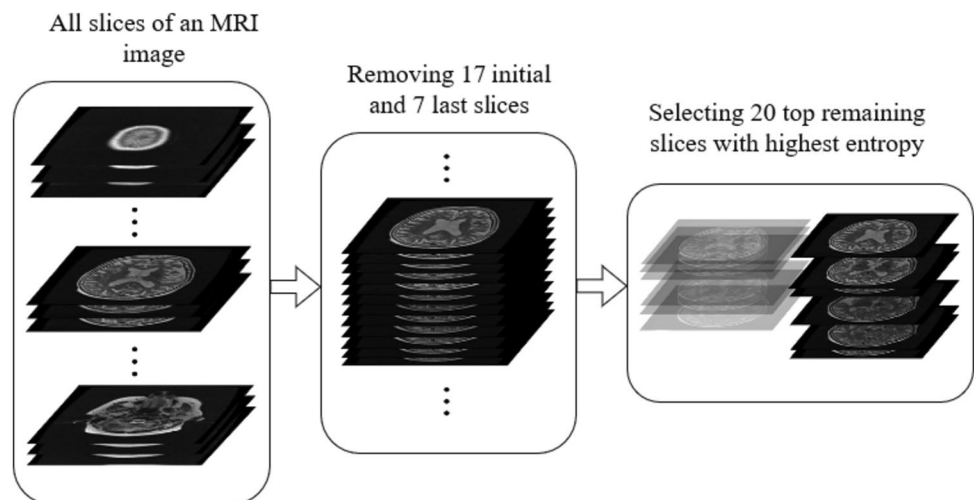 All slices of an MRI
image
Removing 17 initial
and 7 last slices
Selecting 20 top remaining
slices with highest entropy